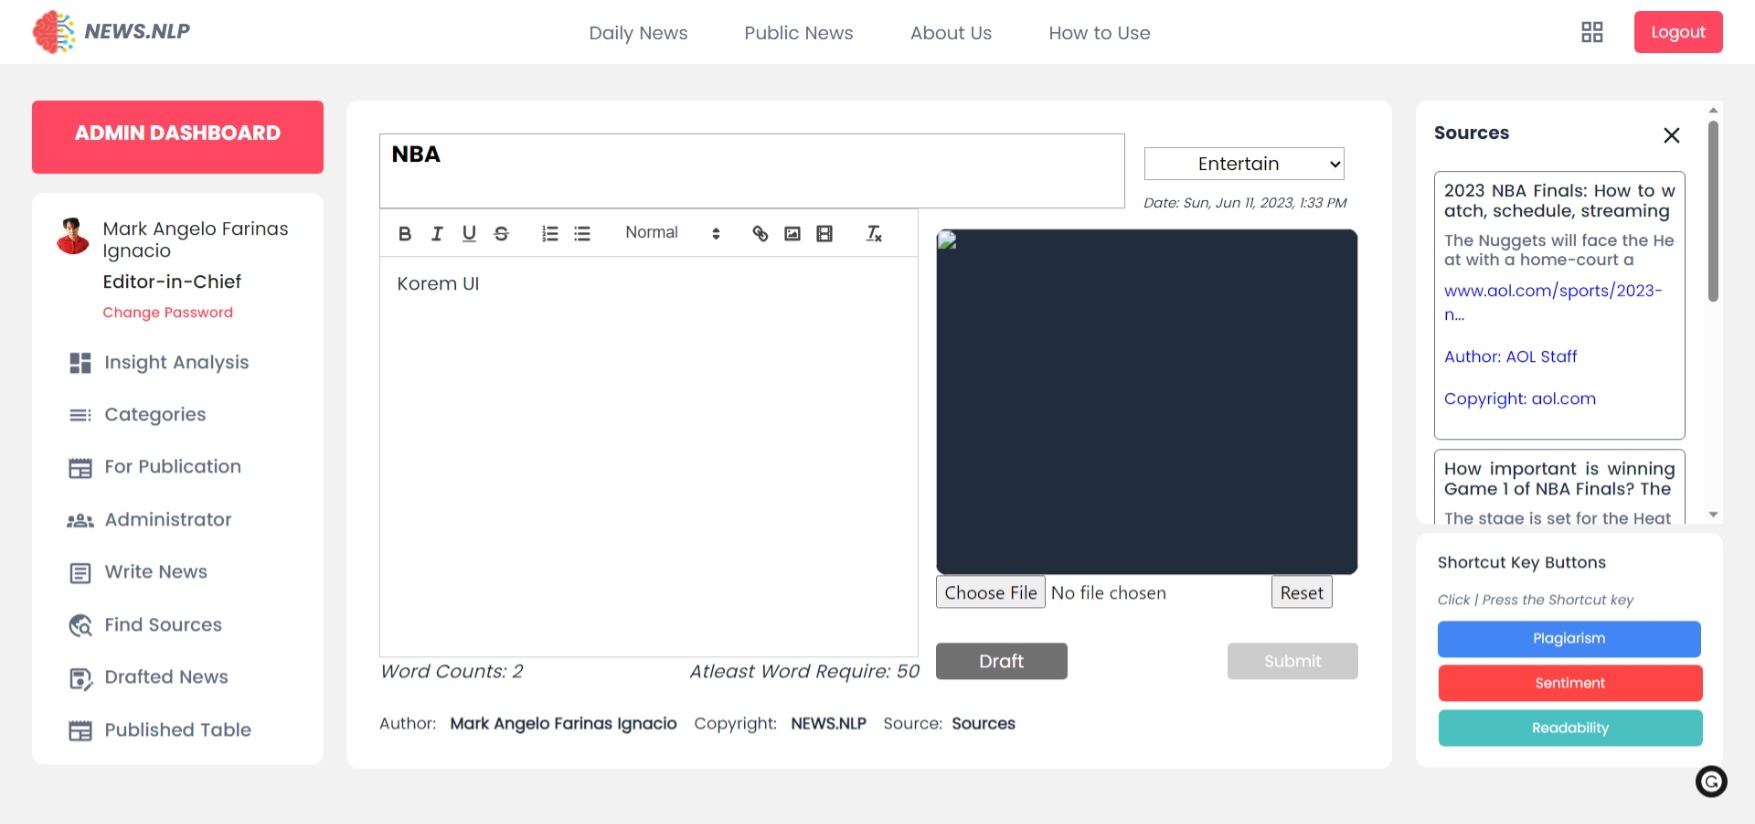 NEWS.NLP
Daily News
Public News
About Us
How to Use
Logout
ADMIN DASHBOARD
Mark Angelo Farinas
Ignacio
Editor-in-Chief
Change Password
Insight Analysis
Categories
For Publication
Administrator
Write News
Find Sources
Drafted News
Published Table
NBA
Entertain
Date: Sun, Jun 11, 2023, 1:33 PM
B I U S Normal
Korem UI
Word Counts: 2
Atleast Word Require: 50
Choose File No file chosen
Reset
Draft
Submit
Author: Mark Angelo Farinas Ignacio Copyright: NEWS.NLP Source: Sources
Sources
2023 NBA Finals: How to w
atch, schedule, streaming
The Nuggets will face the He
at with a home-court a
www.aol.com/sports/2023-
n...
Author: AOL Staff
Copyright: aol.com
How important is winning
Game 1 of NBA Finals? The
The stage is set for the Heat
Shortcut Key Buttons
Click | Press the Shortcut key
Plagiarism
Sentiment
Readability